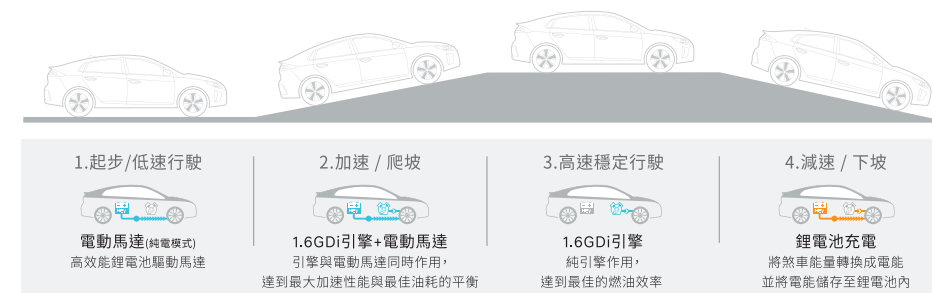 1.起步/低速行駛
電動馬達(純電模式)
高效能鋰電池驅動馬達
2.加速 / 爬坡
1.6GDi引擎+電動馬達
引擎與電動馬達同時作用,
達到最大加速性能與最佳油耗的平衡
3.高速穩定行駛
1.6GDi引擎
純引擎作用,
達到最佳的燃油效率
4.減速 / 下坡
鋰電池充電
將煞車能量轉換成電能
並將電能儲存至鋰電池內